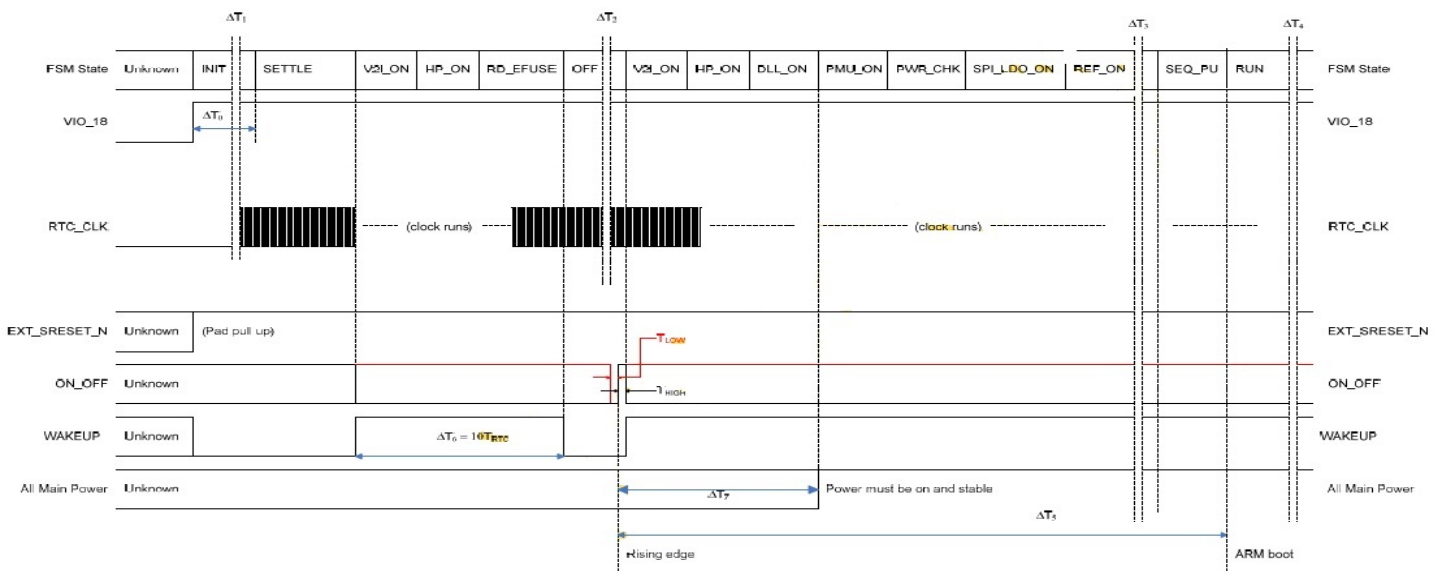 ΔT₁ ΔT₂ ΔT₃ ΔT₄
FSM State Unknown INIT SETTLE V2I_ON HP_ON RD_EFUSE OFF V2I_ON HP_ON DLL_ON PMU_ON PWR_CHK SPI_LDO_ON REF_ON SEQ_PU RUN FSM State
VIO_18 ΔT₀ VIO_18
RTC_CLK (clock runs) (clock runs) RTC_CLK
EXT_SRESET_N Unknown (Pad pull up) TLOW EXT_SRESET_N
ON_OFF Unknown THIGH ON_OFF
WAKEUP Unknown ΔT₆ = 10TRTC WAKEUP
All Main Power Unknown ΔT₇ Power must be on and stable All Main Power
ΔT₅
Rising edge ARM boot